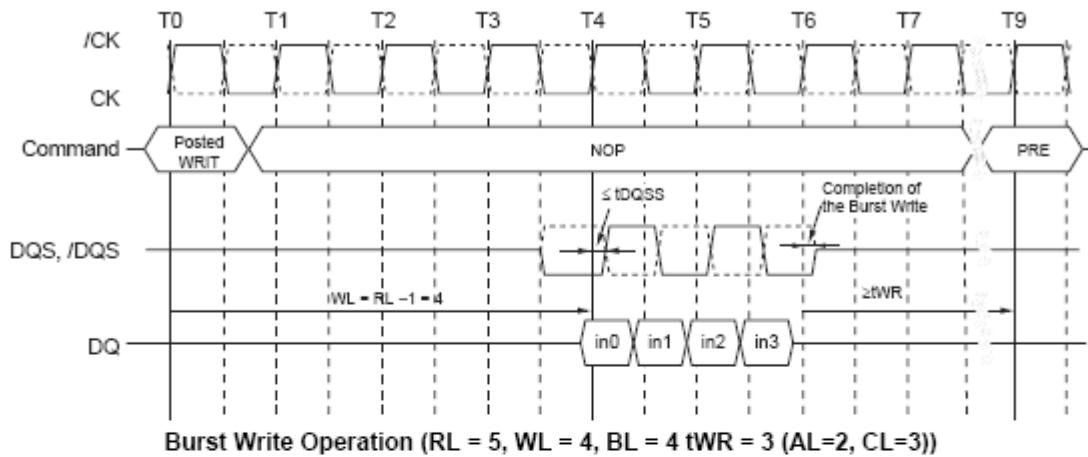 T0 T1 T2 T3 T4 T5 T6 T7 T9
/CK
CK
Command
Posted
WRIT
NOP
PRE
≤ tDQSS
Completion of
the Burst Write
DQS, /DQS
WL = RL –1 = 4
≥tWR
DQ
in0 in1 in2 in3
Burst Write Operation (RL = 5, WL = 4, BL = 4 tWR = 3 (AL=2, CL=3))